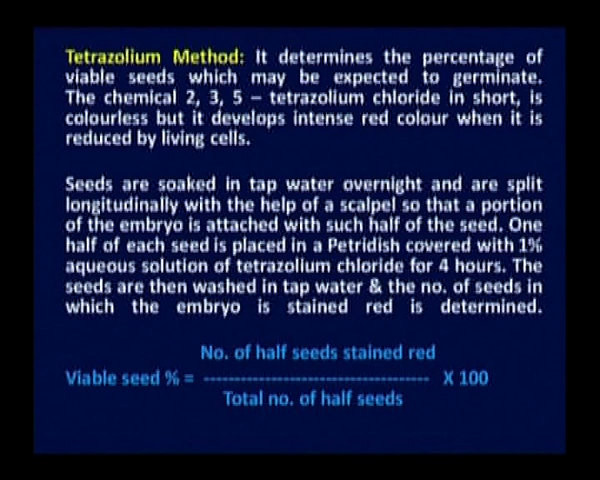 Tetrazolium Method: It determines the percentage of
viable seeds which may be expected to germinate.
The chemical 2, 3, 5 – tetrazolium chloride in short, is
colourless but it develops intense red colour when it is
reduced by living cells.
Seeds are soaked in tap water overnight and are split
longitudinally with the help of a scalpel so that a portion
of the embryo is attached with such half of the seed. One
half of each seed is placed in a Petridish covered with 1%
aqueous solution of tetrazolium chloride for 4 hours. The
seeds are then washed in tap water & the no. of seeds in
which the embryo is stained red is determined.
No. of half seeds stained red
Viable seed % = ------------------------------------- X 100
Total no. of half seeds